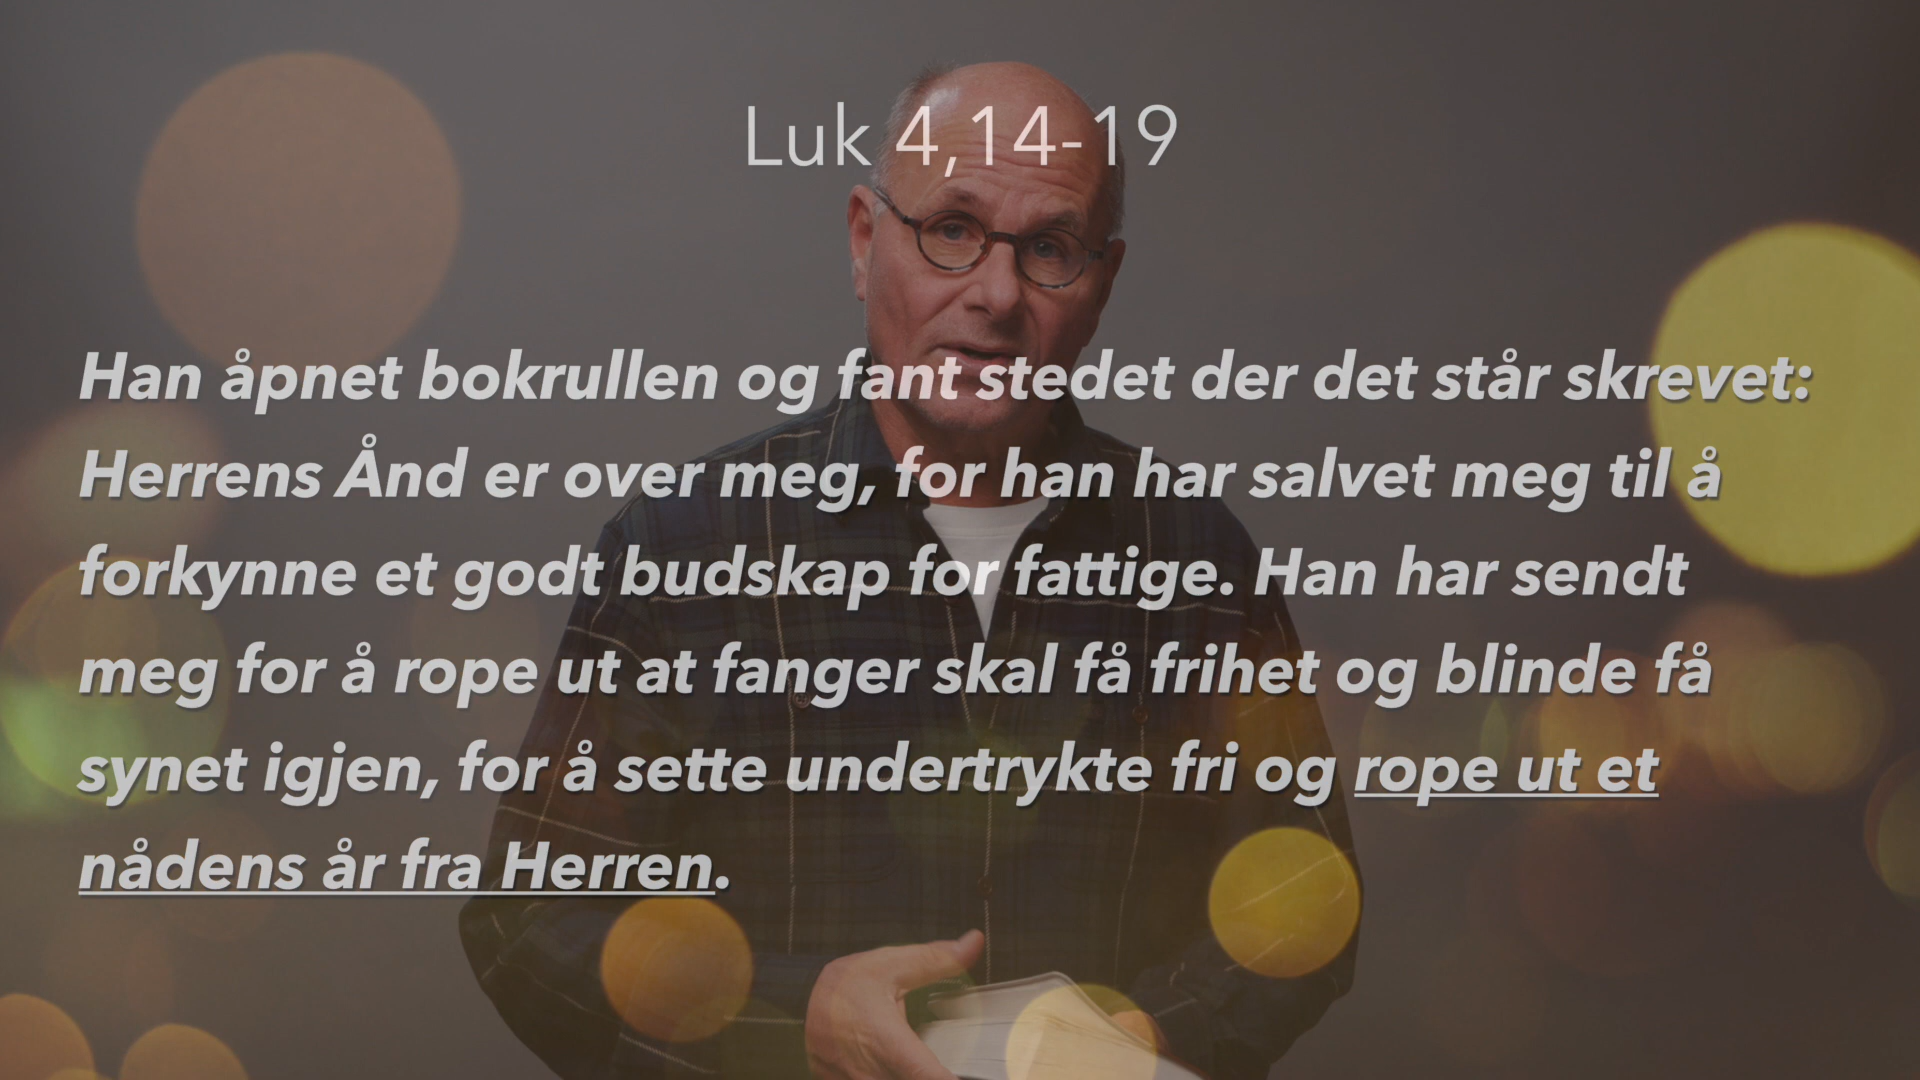 Luk 4,14-19
Han åpnet bokrullen og fant stedet der det står skrevet:
Herrens Ånd er over meg, for han har salvet meg til å
forkynne et godt budskap for fattige. Han har sendt
meg for å rope ut at fanger skal få frihet og blinde få
synet igjen, for å sette undertrykte fri og rope ut et
nådens år fra Herren.